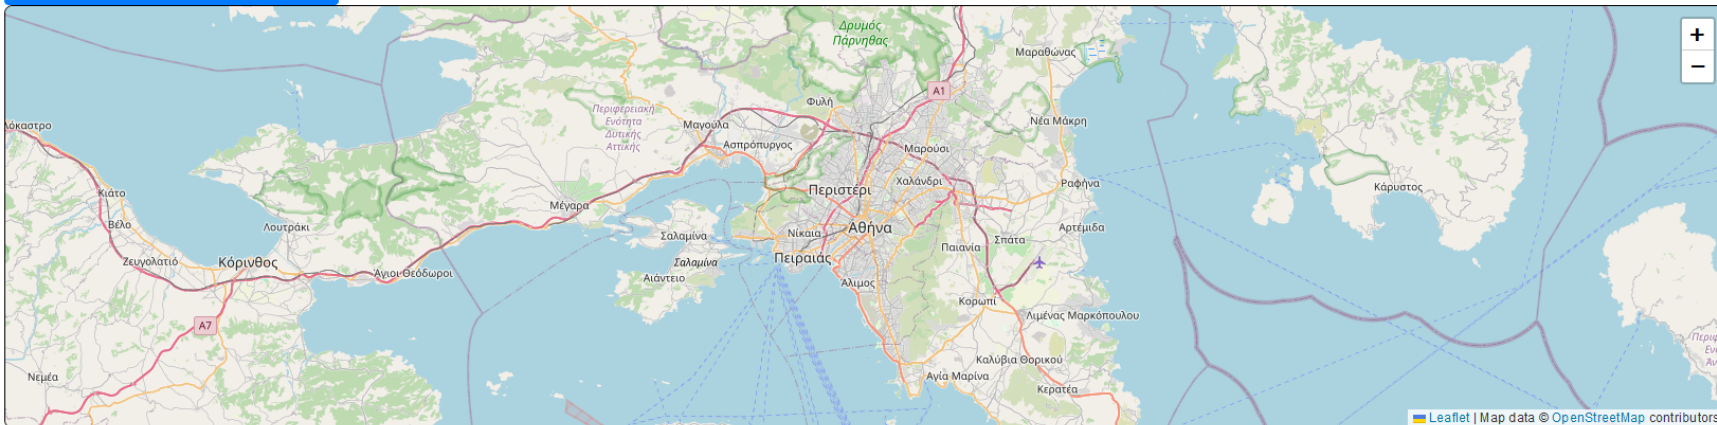 Δρυμός
Πάρνηθας
+
−
Μαραθώνας
A1
Φυλή
Περιφερειακή
Ενότητα
Δυτικής
Αττικής
Νέα Μάκρη
Μαγούλα
Ασπρόπυργος
Μαρούσι
Χαλάνδρι
Ραφήνα
Κάρυστος
Περιστέρι
Κιάτο
Μέγαρα
Βέλο
Λουτράκι
Σαλαμίνα
Νίκαια
Αθήνα
Αρτέμιδα
Παιανία
Σπάτα
Ζευγολατιό
Κόρινθος
Άγιοι Θεόδωροι
Σαλαμίνα
Πειραιάς
Αιάντειο
Άλιμος
Κορωπί
Λιμένας Μαρκόπουλου
A7
Νεμέα
Καλύβια Θορικού
Αγία Μαρίνα
Κερατέα
Leaflet | Map data © OpenStreetMap contributors